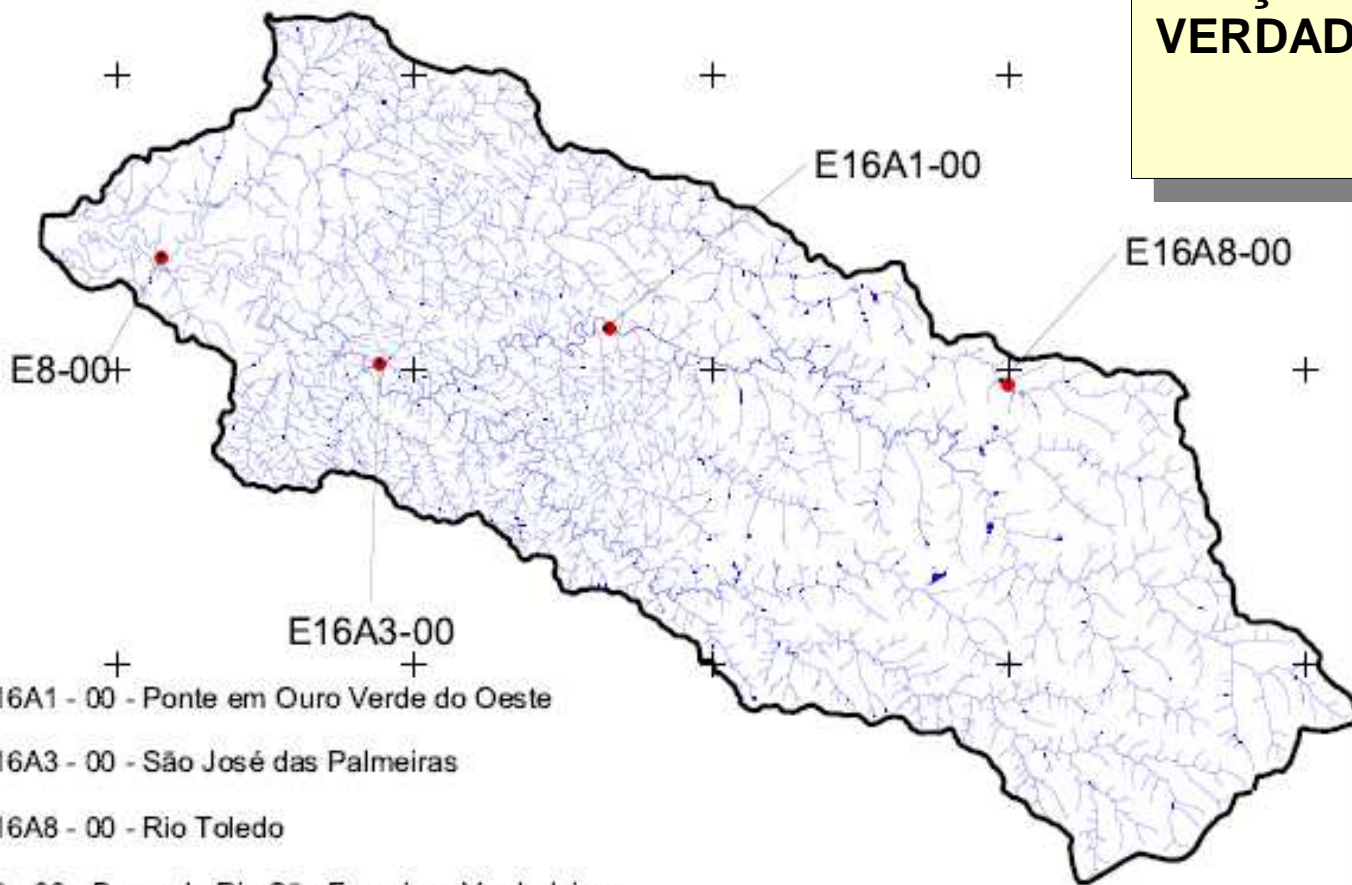 VERDAD
E16A1-00
E16A8-00
E8-00
E16A3-00
16A1 - 00 - Ponte em Ouro Verde do Oeste
16A3 - 00 - São José das Palmeiras
16A8 - 00 - Rio Toledo